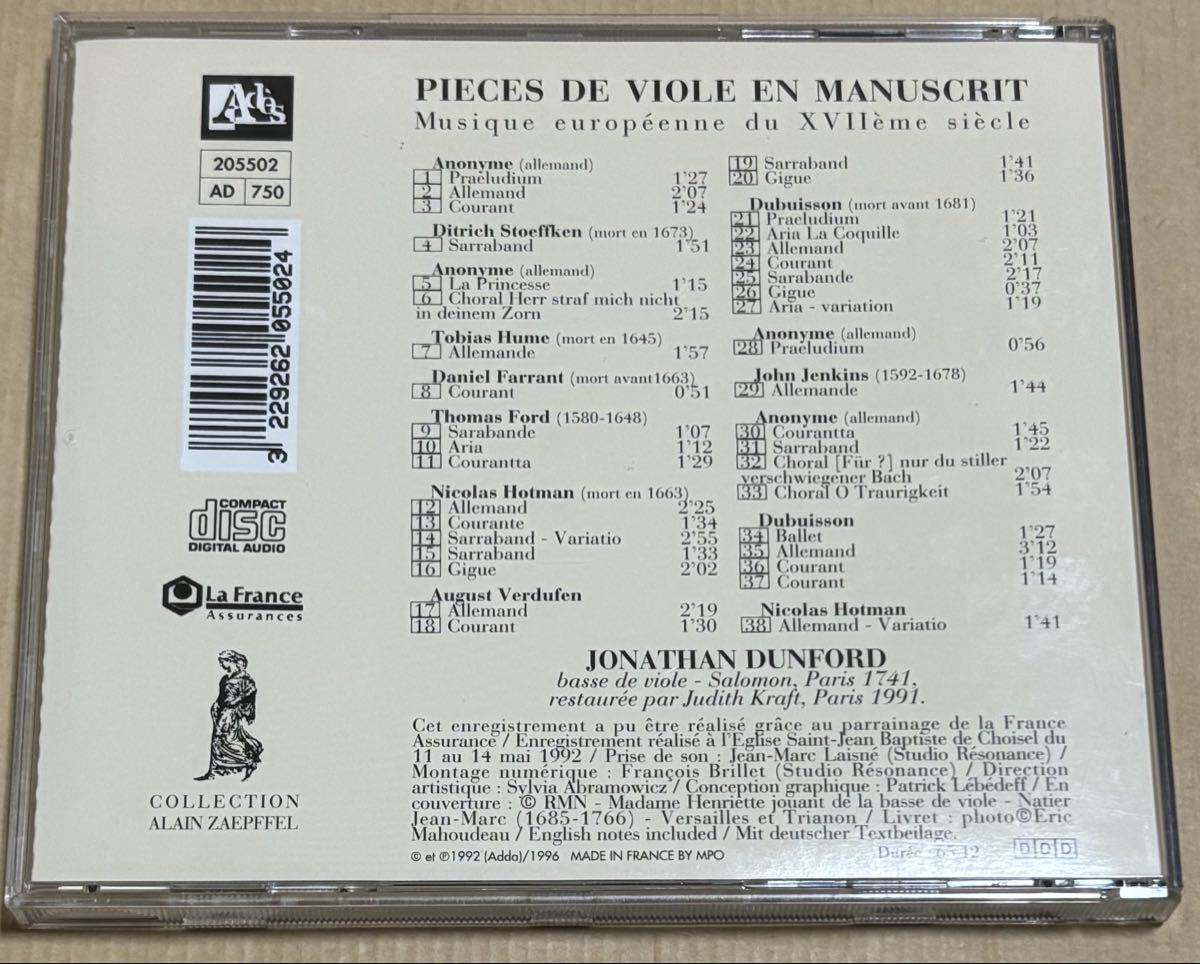 Adès
205502
AD 750
3 229262 055024
COMPACT
disc
DIGITAL AUDIO
La France
Assurances
COLLECTION
ALAIN ZAEPFFEL
PIECES DE VIOLE EN MANUSCRIT
Musique européenne du XVIIème siècle
Anonyme (allemand)
1 Praëludium 1'27
2 Allemand 2'07
3 Courant 1'24
Ditrich Stoeffken (mort en 1673)
4 Sarraband 1'51
Anonyme (allemand)
5 La Princesse 1'15
6 Choral Herr straf mich nicht
in deinem Zorn 2'15
Tobias Hume (mort en 1645)
7 Allemande 1'57
Daniel Farrant (mort avant1663)
8 Courant 0'51
Thomas Ford (1580-1648)
9 Sarabande 1'07
10 Aria 1'12
11 Courantta 1'29
Nicolas Hotman (mort en 1663)
12 Allemand 2'25
13 Courante 1'34
14 Sarraband - Variatio 2'55
15 Sarraband 1'33
16 Gigue 2'02
August Verdufen
17 Allemand 2'19
18 Courant 1'30
19 Sarraband 1'41
20 Gigue 1'36
Dubuisson (mort avant 1681)
21 Praeludium 1'21
22 Aria La Coquille 1'03
23 Allemand 2'07
24 Courant 2'11
25 Sarabande 2'17
26 Gigue 0'37
27 Aria - variation 1'19
Anonyme (allemand)
28 Praeludium 0'56
John Jenkins (1592-1678)
29 Allemande 1'44
Anonyme (allemand)
30 Courantta 1'45
31 Sarraband 1'22
32 Choral [Für ?] nur du stiller
verschwiegener Bach 2'07
33 Choral O Traurigkeit 1'54
Dubuisson
34 Ballet 1'27
35 Allemand 3'12
36 Courant 1'19
37 Courant 1'14
Nicolas Hotman
38 Allemand - Variatio 1'41
JONATHAN DUNFORD
basse de viole - Salomon, Paris 1741,
restaurée par Judith Kraft, Paris 1991.
Cet enregistrement a pu être réalisé grâce au parrainage de la France
Assurance / Enregistrement réalisé à l'Eglise Saint-Jean Baptiste de Choisel du
11 au 14 mai 1992 / Prise de son : Jean-Marc Laisné (Studio Résonance) /
Montage numérique : François Brillet (Studio Résonance) / Direction
artistique : Sylvia Abramowicz / Conception graphique : Patrick Lébédeff / En
couverture : © RMN - Madame Henriette jouant de la basse de viole - Natier
Jean-Marc (1685-1766) - Versailles et Trianon / Livret : photo©Eric
Mahoudeau / English notes included / Mit deutscher Textbeilage.
© et ℗1992 (Adda)/1996 MADE IN FRANCE BY MPO
Durée DDD